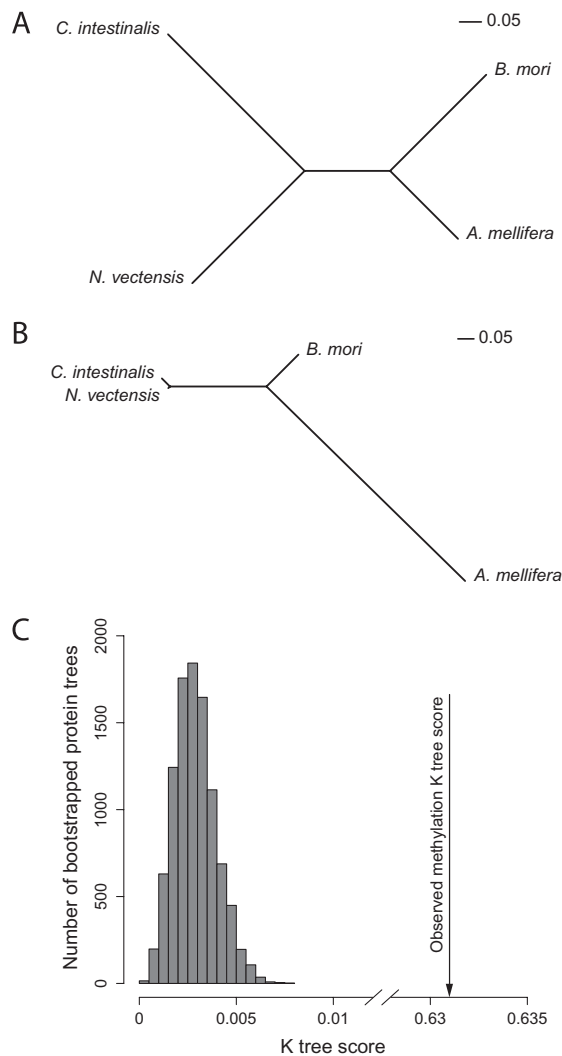 A
C. intestinalis
0.05
B. mori
A. mellifera
N. vectensis
B
0.05
B. mori
C. intestinalis
N. vectensis
A. mellifera
C
Number of bootstrapped protein trees
2000
1500
1000
500
0
Observed methylation K tree score
0
0.005
0.01
0.63
0.635
K tree score